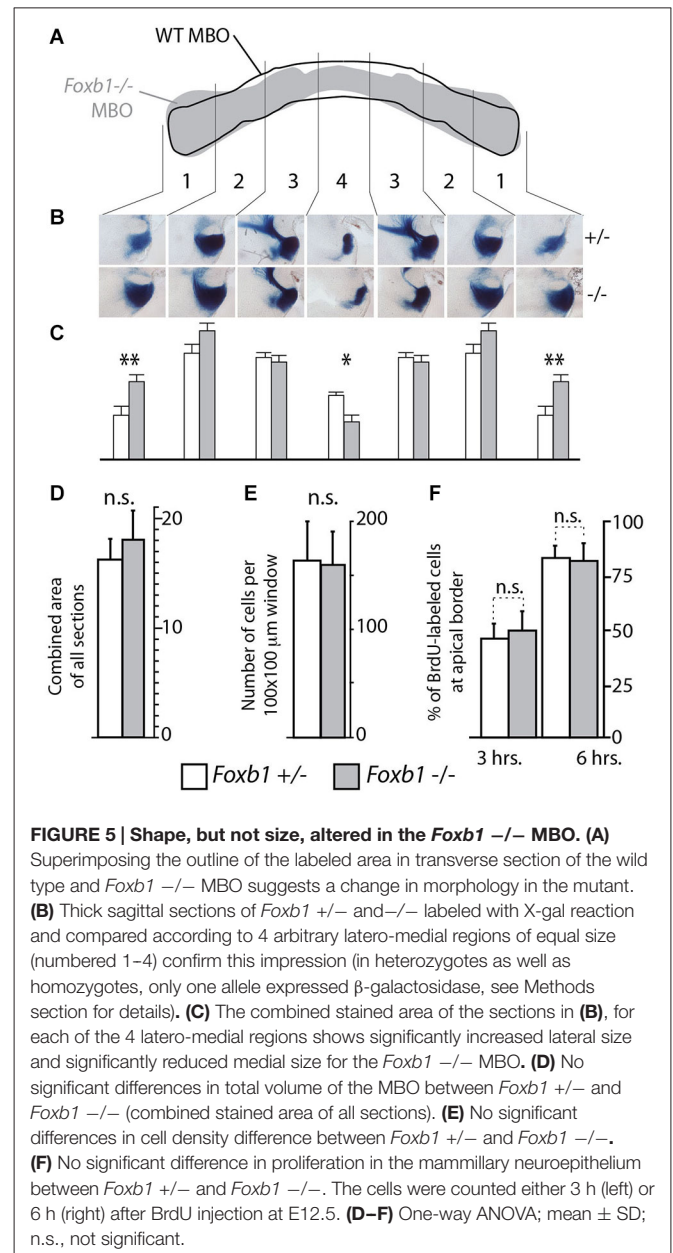 A
WT MBO
Foxb1-/-
MBO
1 2 3 4 3 2 1
B
+/-
-/-
C
** * **
D
n.s.
20
10
0
Combined area
of all sections
E
n.s.
200
100
0
Number of cells per
100x100 µm window
F
n.s.
n.s.
100
75
50
25
0
% of BrdU-labeled cells
at apical border
3 hrs. 6 hrs.
Foxb1 +/- Foxb1 -/-
FIGURE 5 | Shape, but not size, altered in the Foxb1 −/− MBO. (A)
Superimposing the outline of the labeled area in transverse section of the wild
type and Foxb1 −/− MBO suggests a change in morphology in the mutant.
(B) Thick sagittal sections of Foxb1 +/− and−/− labeled with X-gal reaction
and compared according to 4 arbitrary latero-medial regions of equal size
(numbered 1–4) confirm this impression (in heterozygotes as well as
homozygotes, only one allele expressed β-galactosidase, see Methods
section for details). (C) The combined stained area of the sections in (B), for
each of the 4 latero-medial regions shows significantly increased lateral size
and significantly reduced medial size for the Foxb1 −/− MBO. (D) No
significant differences in total volume of the MBO between Foxb1 +/− and
Foxb1 −/− (combined stained area of all sections). (E) No significant
differences in cell density difference between Foxb1 +/− and Foxb1 −/−.
(F) No significant difference in proliferation in the mammillary neuroepithelium
between Foxb1 +/− and Foxb1 −/−. The cells were counted either 3 h (left) or
6 h (right) after BrdU injection at E12.5. (D–F) One-way ANOVA; mean ± SD;
n.s., not significant.